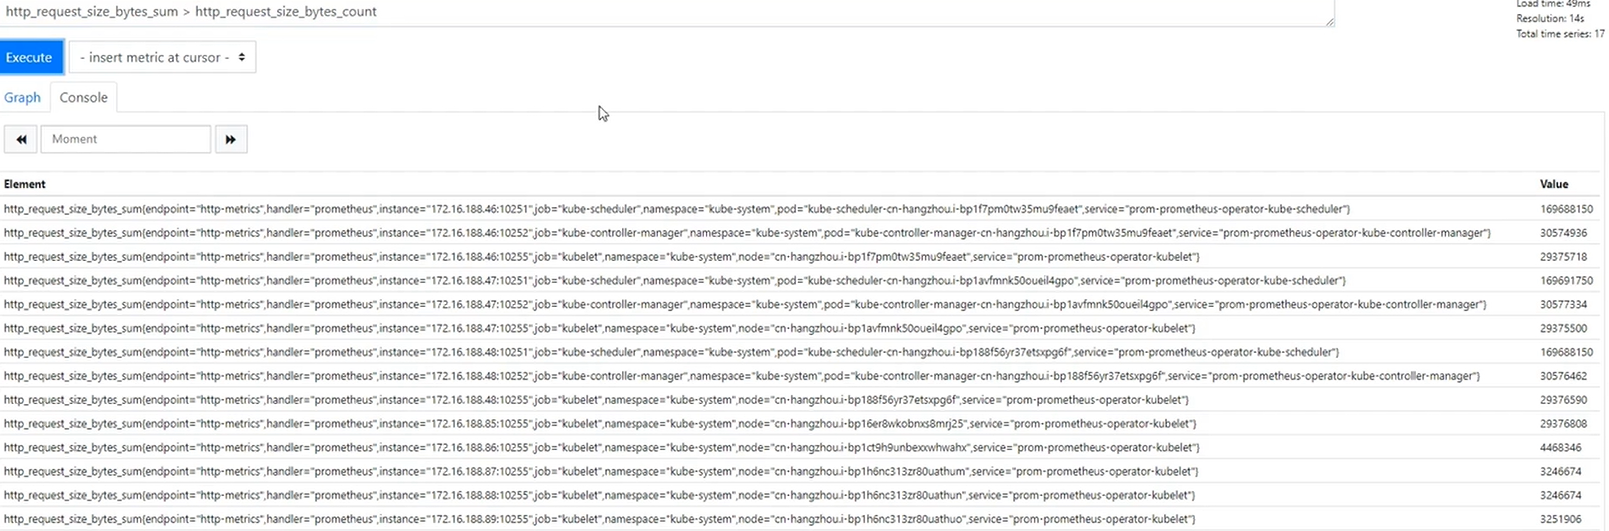 http_request_size_bytes_sum > http_request_size_bytes_count
Load time: 49ms
Resolution: 14s
Total time series: 17
Execute
- insert metric at cursor -
Graph
Console
Moment
Element Value
http_request_size_bytes_sum{endpoint="http-metrics",handler="prometheus",instance="172.16.188.46:10251",job="kube-scheduler",namespace="kube-system",pod="kube-scheduler-cn-hangzhou.i-bp1f7pm0tw35mu9feaet",service="prom-prometheus-operator-kube-scheduler"} 169688150
http_request_size_bytes_sum{endpoint="http-metrics",handler="prometheus",instance="172.16.188.46:10252",job="kube-controller-manager",namespace="kube-system",pod="kube-controller-manager-cn-hangzhou.i-bp1f7pm0tw35mu9feaet",service="prom-prometheus-operator-kube-controller-manager"} 30574936
http_request_size_bytes_sum{endpoint="http-metrics",handler="prometheus",instance="172.16.188.46:10255",job="kubelet",namespace="kube-system",node="cn-hangzhou.i-bp1f7pm0tw35mu9feaet",service="prom-prometheus-operator-kubelet"} 29375718
http_request_size_bytes_sum{endpoint="http-metrics",handler="prometheus",instance="172.16.188.47:10251",job="kube-scheduler",namespace="kube-system",pod="kube-scheduler-cn-hangzhou.i-bp1avfmnk50oueil4gpo",service="prom-prometheus-operator-kube-scheduler"} 169691750
http_request_size_bytes_sum{endpoint="http-metrics",handler="prometheus",instance="172.16.188.47:10252",job="kube-controller-manager",namespace="kube-system",pod="kube-controller-manager-cn-hangzhou.i-bp1avfmnk50oueil4gpo",service="prom-prometheus-operator-kube-controller-manager"} 30577334
http_request_size_bytes_sum{endpoint="http-metrics",handler="prometheus",instance="172.16.188.47:10255",job="kubelet",namespace="kube-system",node="cn-hangzhou.i-bp1avfmnk50oueil4gpo",service="prom-prometheus-operator-kubelet"} 29375500
http_request_size_bytes_sum{endpoint="http-metrics",handler="prometheus",instance="172.16.188.48:10251",job="kube-scheduler",namespace="kube-system",pod="kube-scheduler-cn-hangzhou.i-bp188f56yr37etsxpg6f",service="prom-prometheus-operator-kube-scheduler"} 169688150
http_request_size_bytes_sum{endpoint="http-metrics",handler="prometheus",instance="172.16.188.48:10252",job="kube-controller-manager",namespace="kube-system",pod="kube-controller-manager-cn-hangzhou.i-bp188f56yr37etsxpg6f",service="prom-prometheus-operator-kube-controller-manager"} 30576462
http_request_size_bytes_sum{endpoint="http-metrics",handler="prometheus",instance="172.16.188.48:10255",job="kubelet",namespace="kube-system",node="cn-hangzhou.i-bp188f56yr37etsxpg6f",service="prom-prometheus-operator-kubelet"} 29376590
http_request_size_bytes_sum{endpoint="http-metrics",handler="prometheus",instance="172.16.188.85:10255",job="kubelet",namespace="kube-system",node="cn-hangzhou.i-bp16er8wkobnxs8mrj25",service="prom-prometheus-operator-kubelet"} 29376808
http_request_size_bytes_sum{endpoint="http-metrics",handler="prometheus",instance="172.16.188.86:10255",job="kubelet",namespace="kube-system",node="cn-hangzhou.i-bp1ct9h9unbexxwhwahx",service="prom-prometheus-operator-kubelet"} 4468346
http_request_size_bytes_sum{endpoint="http-metrics",handler="prometheus",instance="172.16.188.87:10255",job="kubelet",namespace="kube-system",node="cn-hangzhou.i-bp1h6nc313zr80uathum",service="prom-prometheus-operator-kubelet"} 3246674
http_request_size_bytes_sum{endpoint="http-metrics",handler="prometheus",instance="172.16.188.88:10255",job="kubelet",namespace="kube-system",node="cn-hangzhou.i-bp1h6nc313zr80uathun",service="prom-prometheus-operator-kubelet"} 3246674
http_request_size_bytes_sum{endpoint="http-metrics",handler="prometheus",instance="172.16.188.89:10255",job="kubelet",namespace="kube-system",node="cn-hangzhou.i-bp1h6nc313zr80uathuo",service="prom-prometheus-operator-kubelet"} 3251906